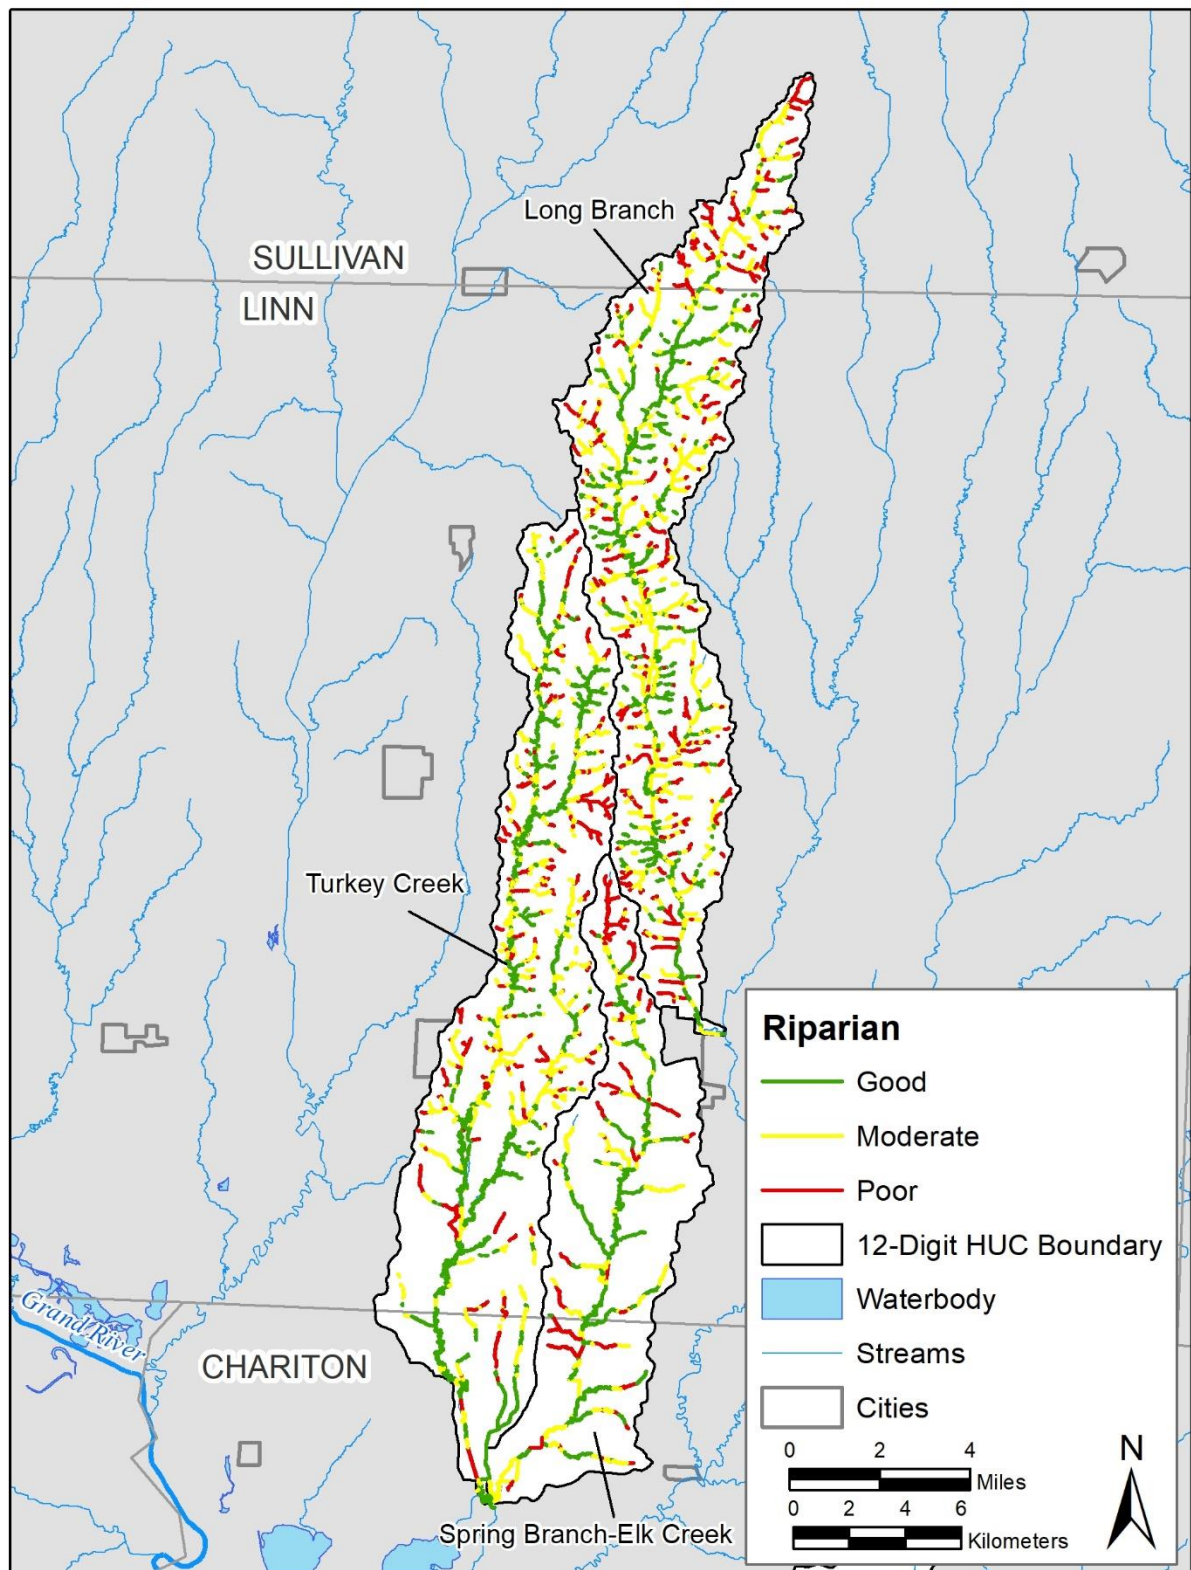 Long Branch
SULLIVAN
LINN
Turkey Creek
Grand River
CHARITON
Spring Branch-Elk Creek
Riparian
Good
Moderate
Poor
12-Digit HUC Boundary
Waterbody
Streams
Cities
0 2 4
Miles
0 2 4 6
Kilometers
N